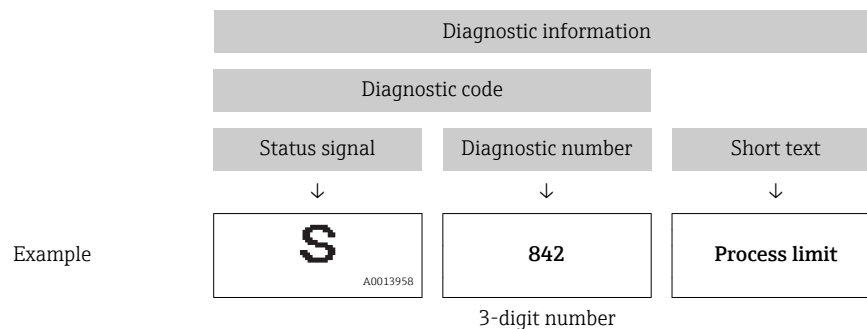 Diagnostic information
Diagnostic code
Status signal Diagnostic number Short text
↓ ↓ ↓
Example S 842 Process limit
A0013958
3-digit number